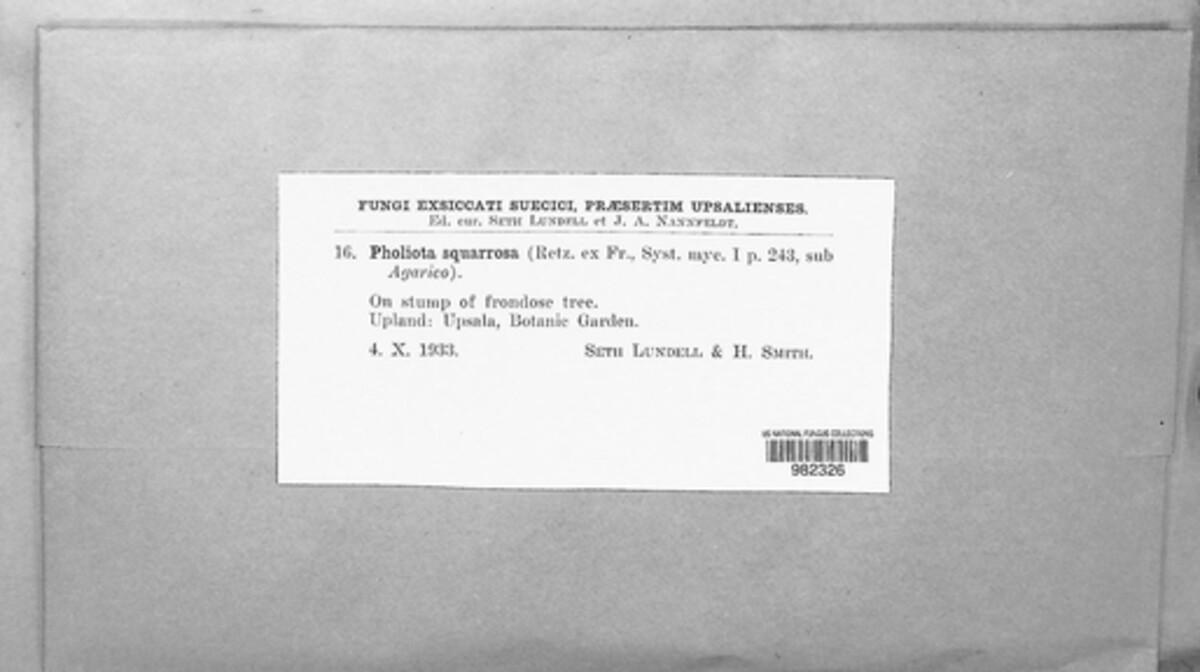 FUNGI EXSICCATI SUECICI, PRÆSERTIM UPSALIENSES.
Ed. cur. SETH LUNDELL et J. A. NANNFELDT.
16. Pholiota squarrosa (Retz. ex Fr., Syst. myc. I p. 243, sub
Agarico).
On stump of frondose tree.
Upland: Upsala, Botanic Garden.
4. X. 1933. SETH LUNDELL & H. SMITH.
US NATIONAL FUNGUS COLLECTIONS
982326